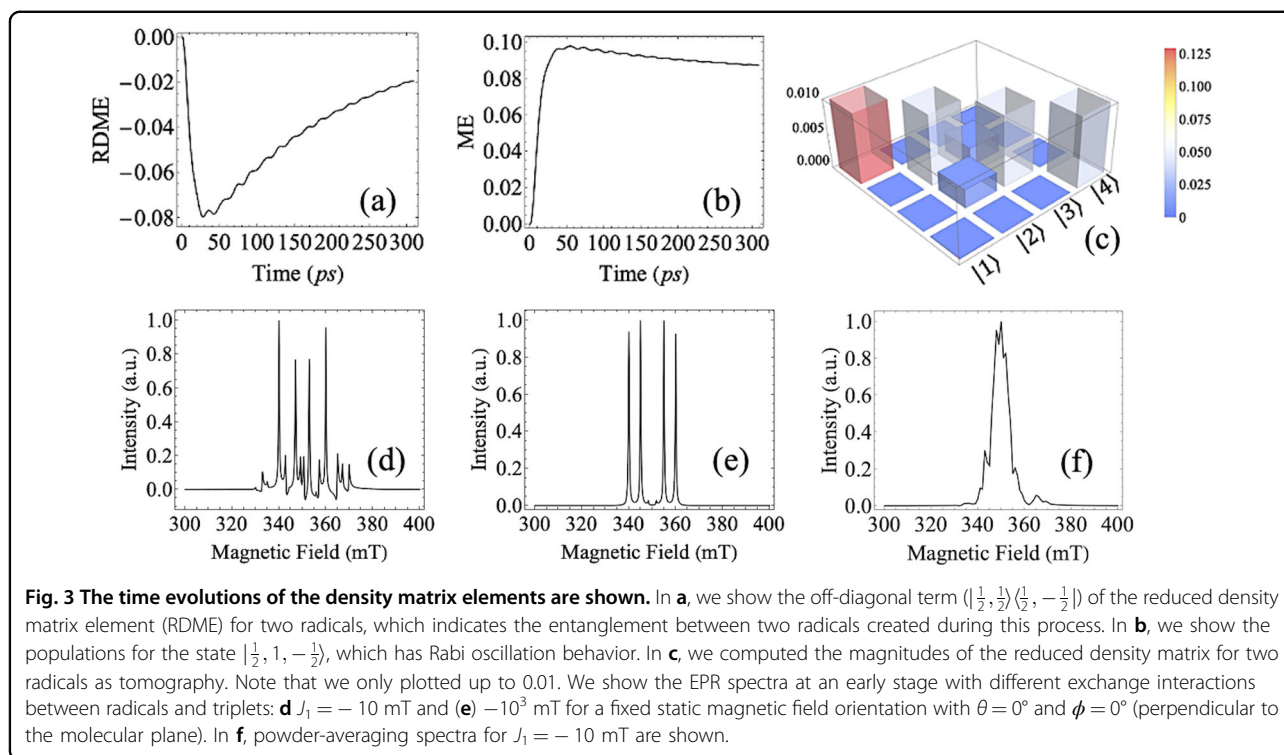 0.00
−0.02
−0.04
−0.06
−0.08
RDME
(a)
0 50 100 150 200 250 300
Time (ps)
0.10
0.08
0.06
0.04
0.02
0.00
ME
(b)
0 50 100 150 200 250 300
Time (ps)
0.010
0.005
0.000
|1⟩ |2⟩ |3⟩ |4⟩
(c)
0.125
0.100
0.075
0.050
0.025
0
1.0
0.8
0.6
0.4
0.2
0.0
Intensity (a.u.)
(d)
300 320 340 360 380 400
Magnetic Field (mT)
1.0
0.8
0.6
0.4
0.2
0.0
Intensity (a.u.)
(e)
300 320 340 360 380 400
Magnetic Field (mT)
1.0
0.8
0.6
0.4
0.2
0.0
Intensity (a.u.)
(f)
300 320 340 360 380 400
Magnetic Field (mT)
Fig. 3 The time evolutions of the density matrix elements are shown. In a, we show the off-diagonal term (|½, ½⟩⟨½, −½|) of the reduced density
matrix element (RDME) for two radicals, which indicates the entanglement between two radicals created during this process. In b, we show the
populations for the state |½, 1, −½⟩, which has Rabi oscillation behavior. In c, we computed the magnitudes of the reduced density matrix for two
radicals as tomography. Note that we only plotted up to 0.01. We show the EPR spectra at an early stage with different exchange interactions
between radicals and triplets: d J₁ = − 10 mT and (e) −10³ mT for a fixed static magnetic field orientation with θ = 0° and ϕ = 0° (perpendicular to
the molecular plane). In f, powder-averaging spectra for J₁ = − 10 mT are shown.